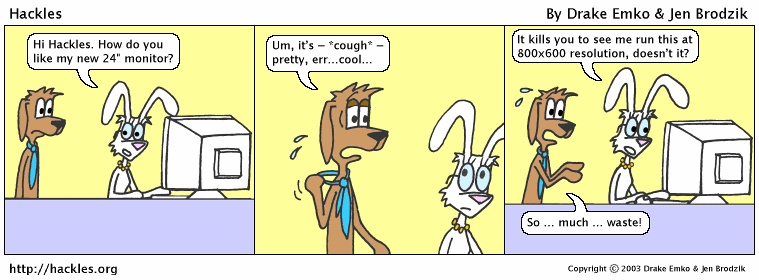 Hackles
By Drake Emko & Jen Brodzik
Hi Hackles. How do you
like my new 24" monitor?
Um, it's – *cough* –
pretty, err...cool...
It kills you to see me run this at
800x600 resolution, doesn't it?
So ... much ... waste!
http://hackles.org
Copyright © 2003 Drake Emko & Jen Brodzik